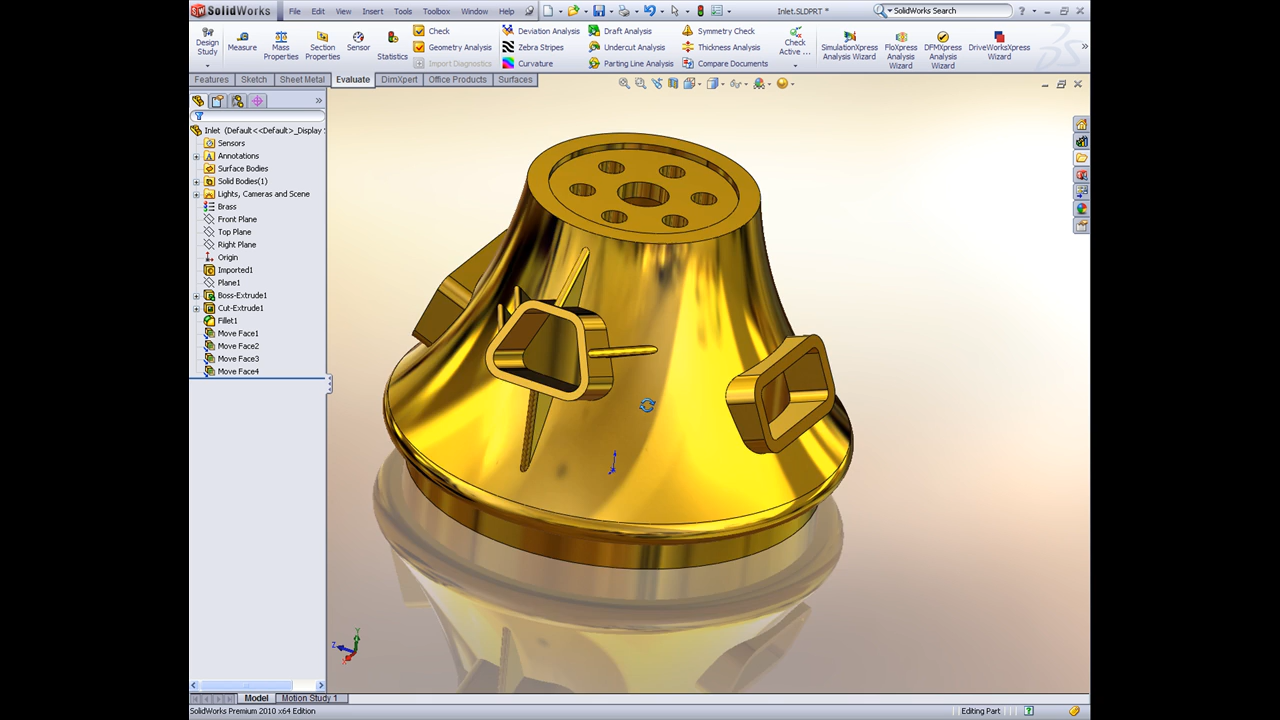 SolidWorks File Edit View Insert Tools Toolbox Window Help Inlet.SLDPRT * SolidWorks Search
Design Study
Measure
Mass Properties
Section Properties
Sensor
Statistics
Check
Geometry Analysis
Import Diagnostics
Deviation Analysis
Zebra Stripes
Curvature
Draft Analysis
Undercut Analysis
Parting Line Analysis
Symmetry Check
Thickness Analysis
Compare Documents
Check Active ...
SimulationXpress Analysis Wizard
FloXpress Analysis Wizard
DFMXpress Analysis Wizard
DriveWorksXpress Wizard
Features Sketch Sheet Metal Evaluate DimXpert Office Products Surfaces
Inlet (Default<<Default>_Display
Sensors
Annotations
Surface Bodies
Solid Bodies(1)
Lights, Cameras and Scene
Brass
Front Plane
Top Plane
Right Plane
Origin
Imported1
Plane1
Boss-Extrude1
Cut-Extrude1
Fillet1
Move Face1
Move Face2
Move Face3
Move Face4
Y
Z
X
Model Motion Study 1
SolidWorks Premium 2010 x64 Edition Editing Part